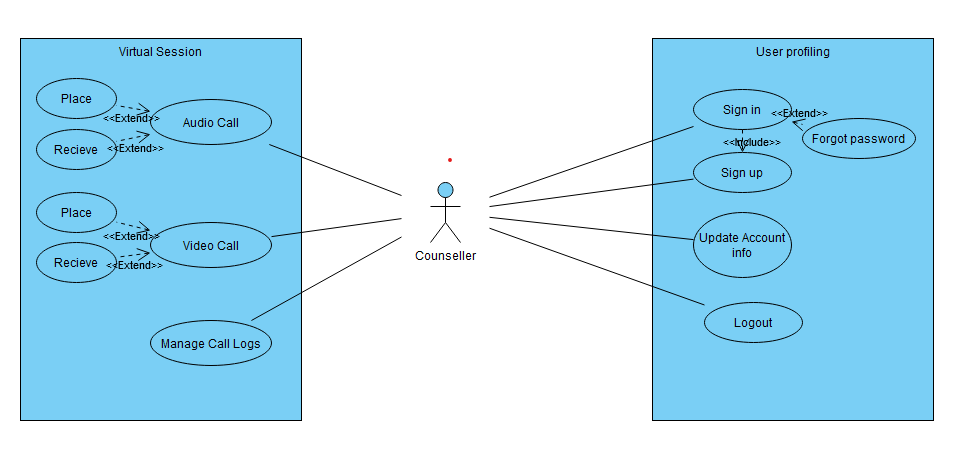 Virtual Session
Place
<<Extend>>
Audio Call
Recieve
<<Extend>>
Place
<<Extend>>
Video Call
Recieve
<<Extend>>
Manage Call Logs
Counseller
User profiling
Sign in
<<Extend>>
Forgot password
<<Include>>
Sign up
Update Account
info
Logout